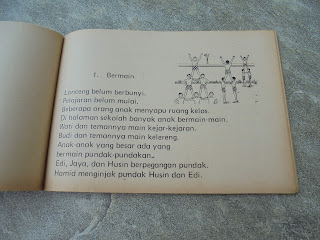 1. Bermain.
Lonceng belum berbunyi.
Pelajaran belum mulai.
Beberapa orang anak menyapu ruang kelas.
Di halaman sekolah banyak anak bermain-main.
Wati dan temannya main kejar-kejaran.
Budi dan temannya main kelereng.
Anak-anak yang besar ada yang
bermain pundak-pundakan.
Edi, Jaya, dan Husin berpegangan pundak.
Hamid menginjak pundak Husin dan Edi.